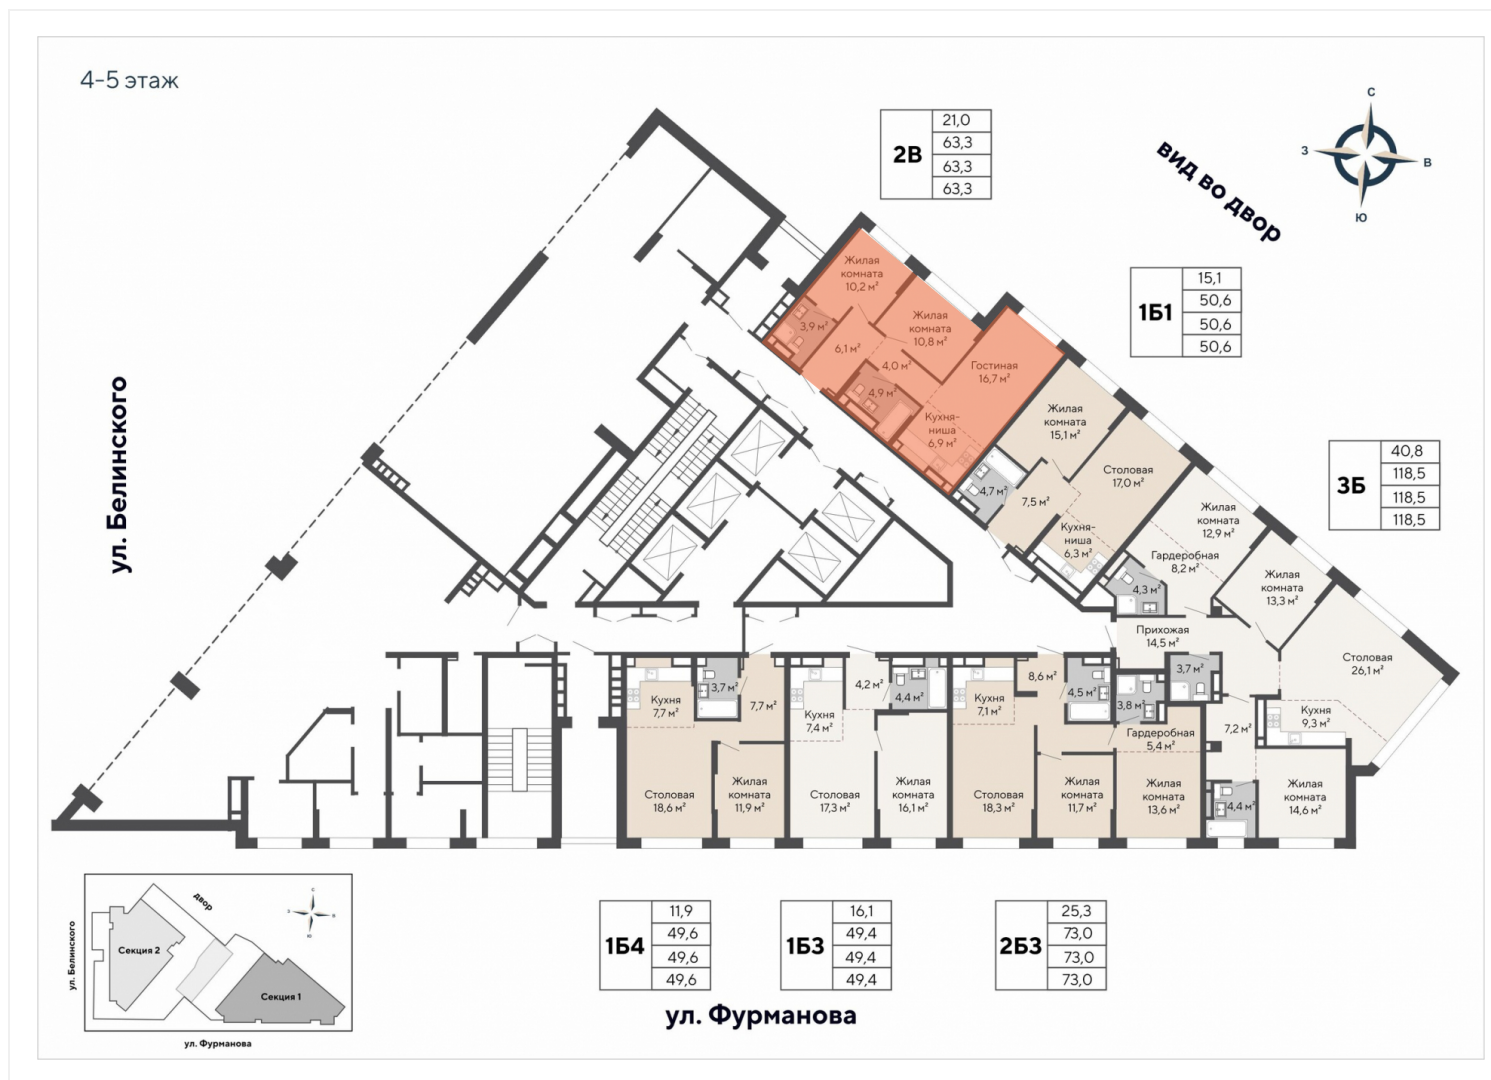 4-5 этаж
2В
21,0
63,3
63,3
63,3
вид во двор
С
З
В
Ю
1Б1
15,1
50,6
50,6
50,6
3Б
40,8
118,5
118,5
118,5
ул. Белинского
Жилая
комната
10,2 м²
3,9 м²
6,1 м²
Жилая
комната
10,8 м²
4,0 м²
4,9 м²
Гостиная
16,7 м²
Кухня-
ниша
6,9 м²
Жилая
комната
15,1 м²
4,7 м²
7,5 м²
Столовая
17,0 м²
Кухня-
ниша
6,3 м²
Жилая
комната
12,9 м²
Гардеробная
8,2 м²
4,3 м²
Жилая
комната
13,3 м²
Прихожая
14,5 м²
3,7 м²
Столовая
26,1 м²
Кухня
9,3 м²
7,2 м²
4,4 м²
Жилая
комната
14,6 м²
Кухня
7,7 м²
3,7 м²
7,7 м²
Столовая
18,6 м²
Жилая
комната
11,9 м²
Кухня
7,4 м²
4,2 м²
4,4 м²
Столовая
17,3 м²
Жилая
комната
16,1 м²
Кухня
7,1 м²
8,6 м²
4,5 м²
3,8 м²
Гардеробная
5,4 м²
Столовая
18,3 м²
Жилая
комната
11,7 м²
Жилая
комната
13,6 м²
1Б4
11,9
49,6
49,6
49,6
1Б3
16,1
49,4
49,4
49,4
2Б3
25,3
73,0
73,0
73,0
ул. Фурманова
двор
С
З
В
Ю
ул. Белинского
Секция 2
Секция 1
ул. Фурманова